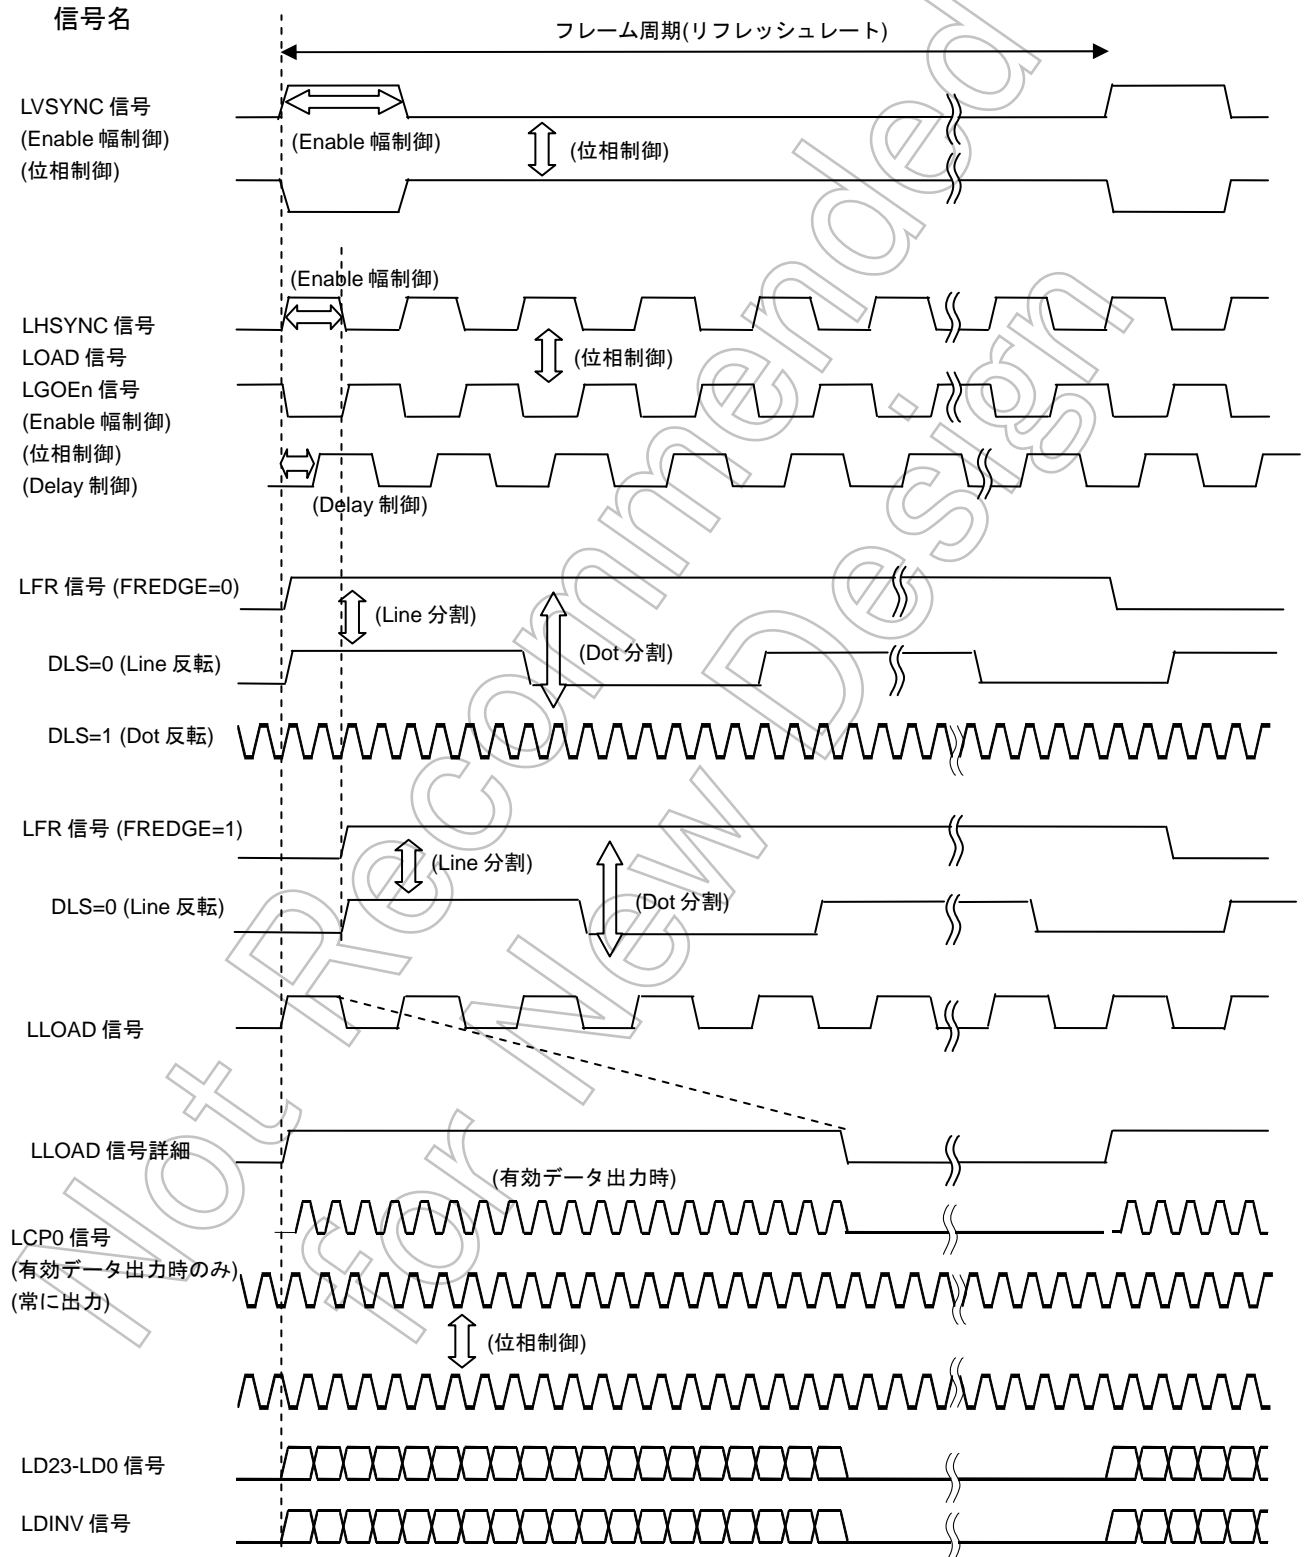 信号名
フレーム周期(リフレッシュレート)
LVSYNC 信号
(Enable 幅制御)
(位相制御)
(Enable 幅制御)
(位相制御)
(Enable 幅制御)
LHSYNC 信号
LOAD 信号
LGOEn 信号
(Enable 幅制御)
(位相制御)
(Delay 制御)
(位相制御)
(Delay 制御)
LFR 信号 (FREDGE=0)
(Line 分割)
(Dot 分割)
DLS=0 (Line 反転)
DLS=1 (Dot 反転)
LFR 信号 (FREDGE=1)
(Line 分割)
(Dot 分割)
DLS=0 (Line 反転)
LLOAD 信号
LLOAD 信号詳細
(有効データ出力時)
LCP0 信号
(有効データ出力時のみ)
(常に出力)
(位相制御)
LD23-LD0 信号
LDINV 信号
Not Recommended
for New Design